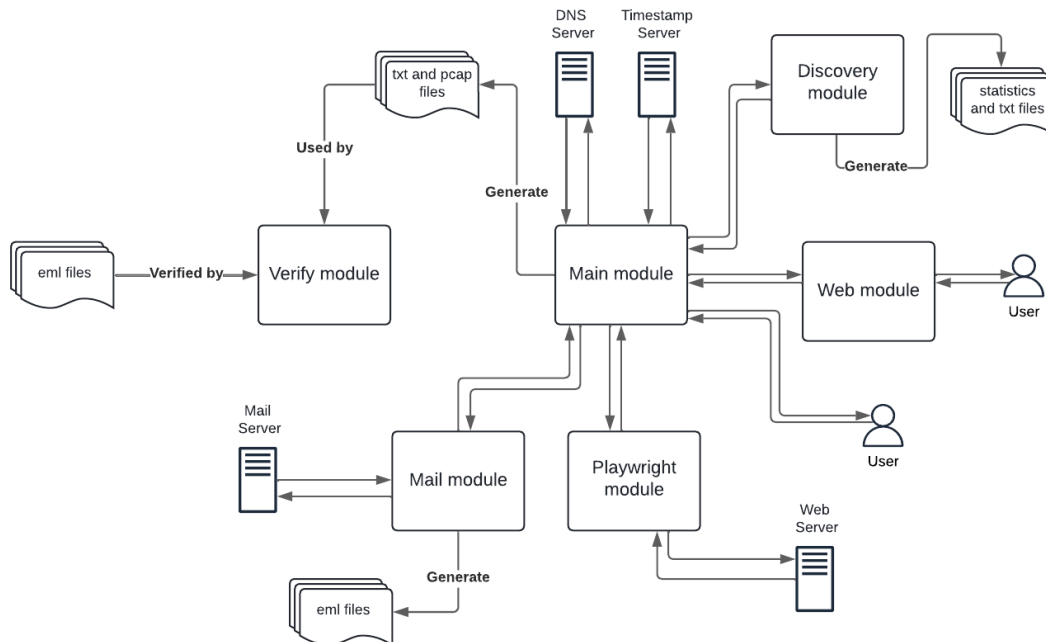 DNS
Server
Timestamp
Server
txt and pcap
files
Discovery
module
statistics
and txt files
Used by
Generate
Generate
eml files
Verified by
Verify module
Main module
Web module
User
Mail
Server
Mail module
Playwright
module
User
Web
Server
Generate
eml files